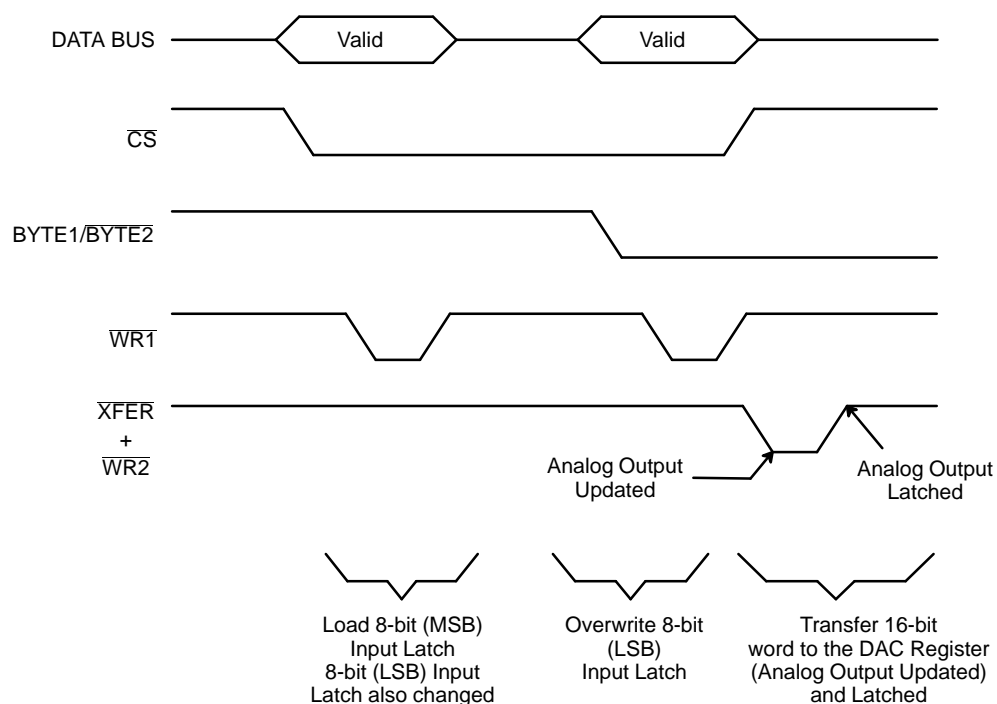 DATA BUS
Valid
Valid
CS
BYTE1/BYTE2
WR1
XFER
+
WR2
Analog Output
Updated
Analog Output
Latched
Load 8-bit (MSB)
Input Latch
8-bit (LSB) Input
Latch also changed
Overwrite 8-bit
(LSB)
Input Latch
Transfer 16-bit
word to the DAC Register
(Analog Output Updated)
and Latched